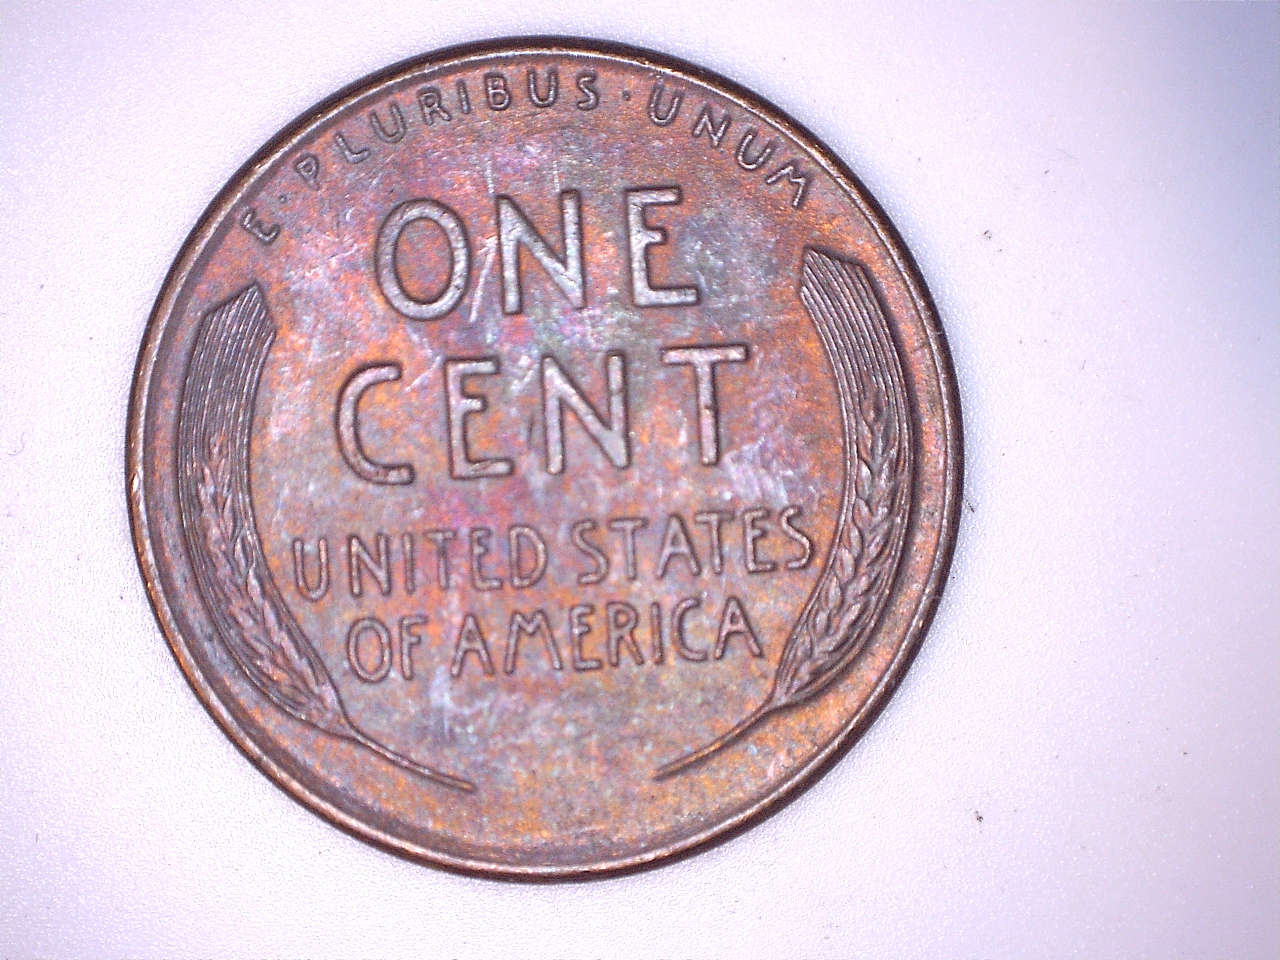 E·PLURIBUS·UNUM
ONE
CENT
UNITED STATES
OF AMERICA